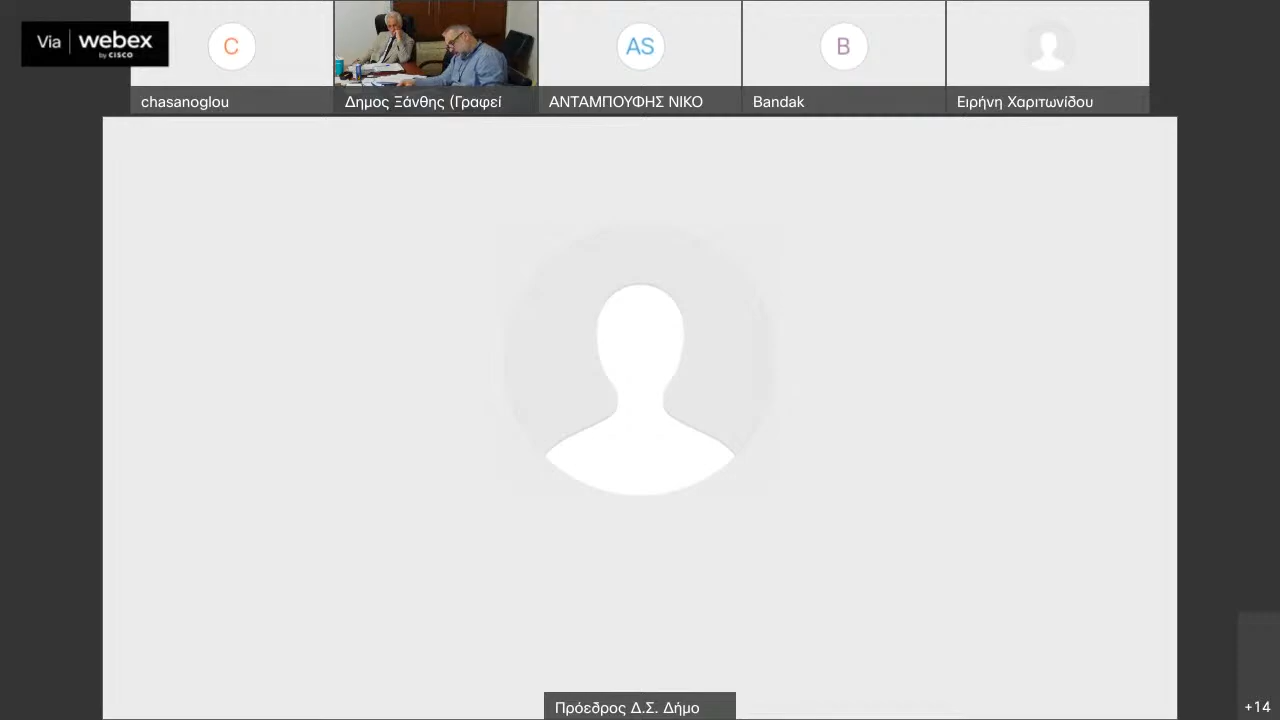 Via webex
by CISCO
C
AS
B
chasanoglou
Δημος Ξάνθης (Γραφεί
ΑΝΤΑΜΠΟΥΦΗΣ ΝΙΚΟ
Bandak
Ειρήνη Χαριτωνίδου
Πρόεδρος Δ.Σ. Δήμο
+14